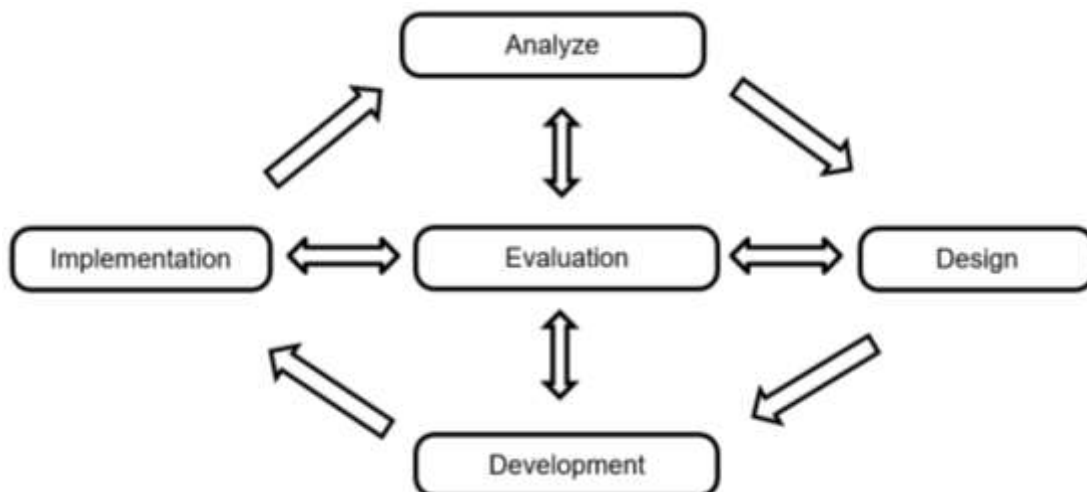 Analyze
Implementation
Evaluation
Design
Development